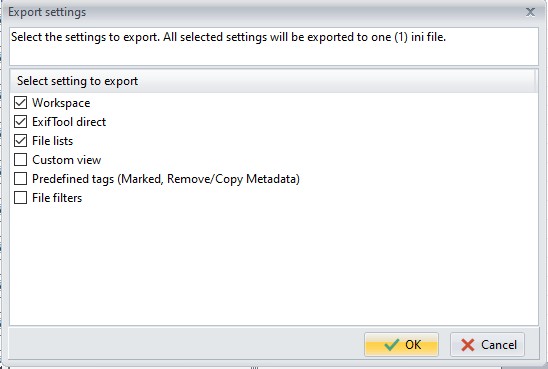 Export settings
Select the settings to export. All selected settings will be exported to one (1) ini file.
Select setting to export
Workspace
ExifTool direct
File lists
Custom view
Predefined tags (Marked, Remove/Copy Metadata)
File filters
OK Cancel